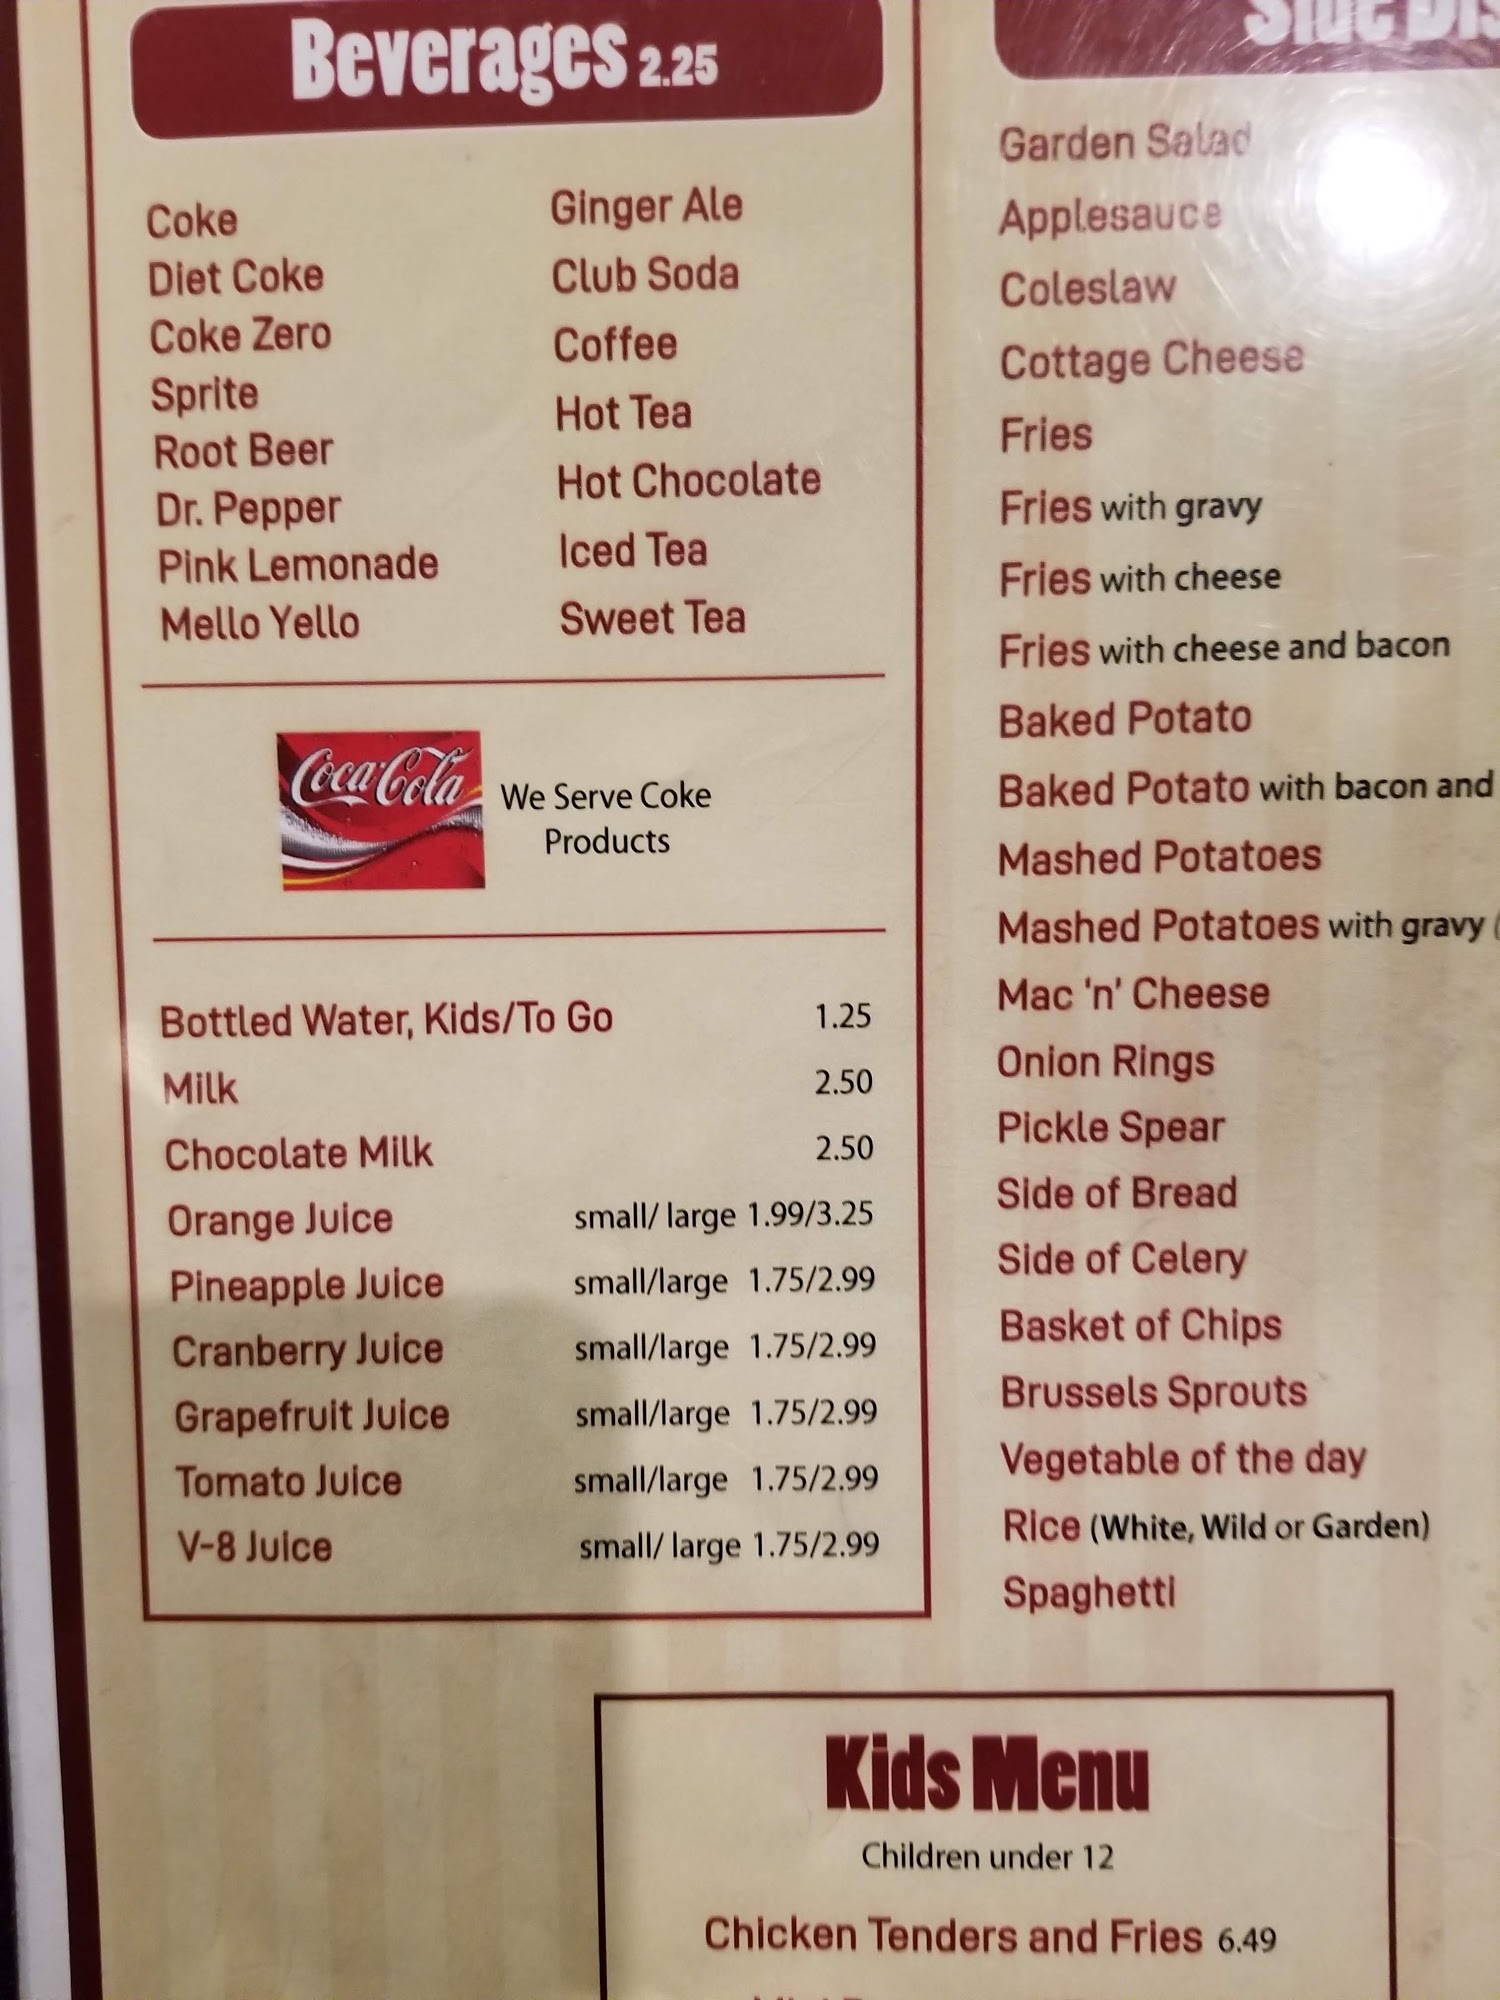 Beverages 2.25
Coke
Diet Coke
Coke Zero
Sprite
Root Beer
Dr. Pepper
Pink Lemonade
Mello Yello
Ginger Ale
Club Soda
Coffee
Hot Tea
Hot Chocolate
Iced Tea
Sweet Tea
Coca-Cola
We Serve Coke
Products
Bottled Water, Kids/To Go 1.25
Milk 2.50
Chocolate Milk 2.50
Orange Juice small/ large 1.99/3.25
Pineapple Juice small/large 1.75/2.99
Cranberry Juice small/large 1.75/2.99
Grapefruit Juice small/large 1.75/2.99
Tomato Juice small/large 1.75/2.99
V-8 Juice small/ large 1.75/2.99
Side
Garden Salad
Applesauce
Coleslaw
Cottage Cheese
Fries
Fries with gravy
Fries with cheese
Fries with cheese and bacon
Baked Potato
Baked Potato with bacon and
Mashed Potatoes
Mashed Potatoes with gravy (
Mac 'n' Cheese
Onion Rings
Pickle Spear
Side of Bread
Side of Celery
Basket of Chips
Brussels Sprouts
Vegetable of the day
Rice (White, Wild or Garden)
Spaghetti
Kids Menu
Children under 12
Chicken Tenders and Fries 6.49